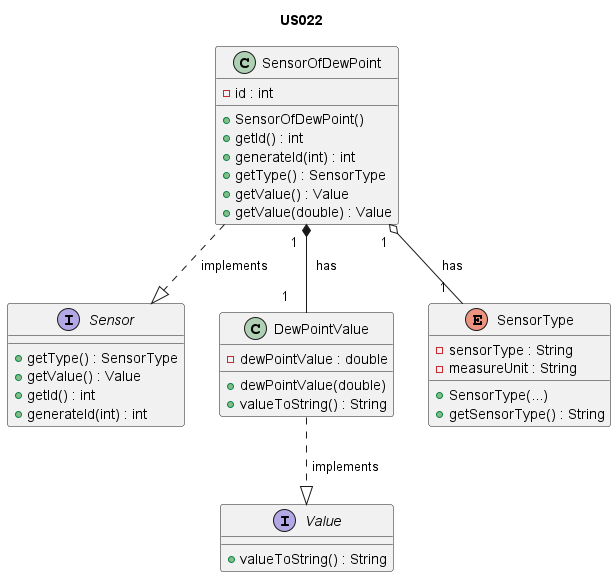 US022
C SensorOfDewPoint
id : int
SensorOfDewPoint()
getId() : int
generateId(int) : int
getType() : SensorType
getValue() : Value
getValue(double) : Value
1
1
implements
has
has
1
1
I Sensor
getType() : SensorType
getValue() : Value
getId() : int
generateId(int) : int
C DewPointValue
dewPointValue : double
dewPointValue(double)
valueToString() : String
E SensorType
sensorType : String
measureUnit : String
SensorType(...)
getSensorType() : String
implements
I Value
valueToString() : String